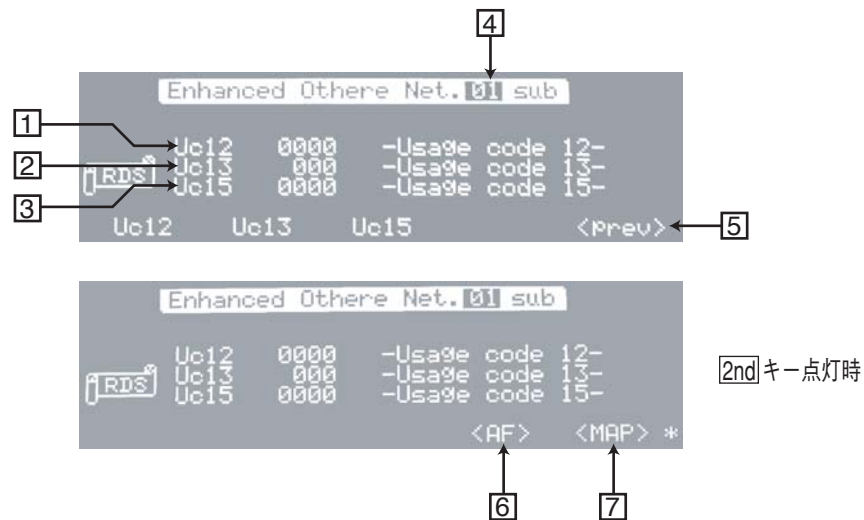 4
Enhanced Othere Net. 01 sub
1
Uc12 0000 -Usage code 12-
2
Uc13 000 -Usage code 13-
RDS
3
Uc15 0000 -Usage code 15-
Uc12 Uc13 Uc15 <prev>
5
Enhanced Othere Net. 01 sub
Uc12 0000 -Usage code 12-
Uc13 000 -Usage code 13-
RDS
Uc15 0000 -Usage code 15-
<AF> <MAP> *
2nd キー点灯時
6 7